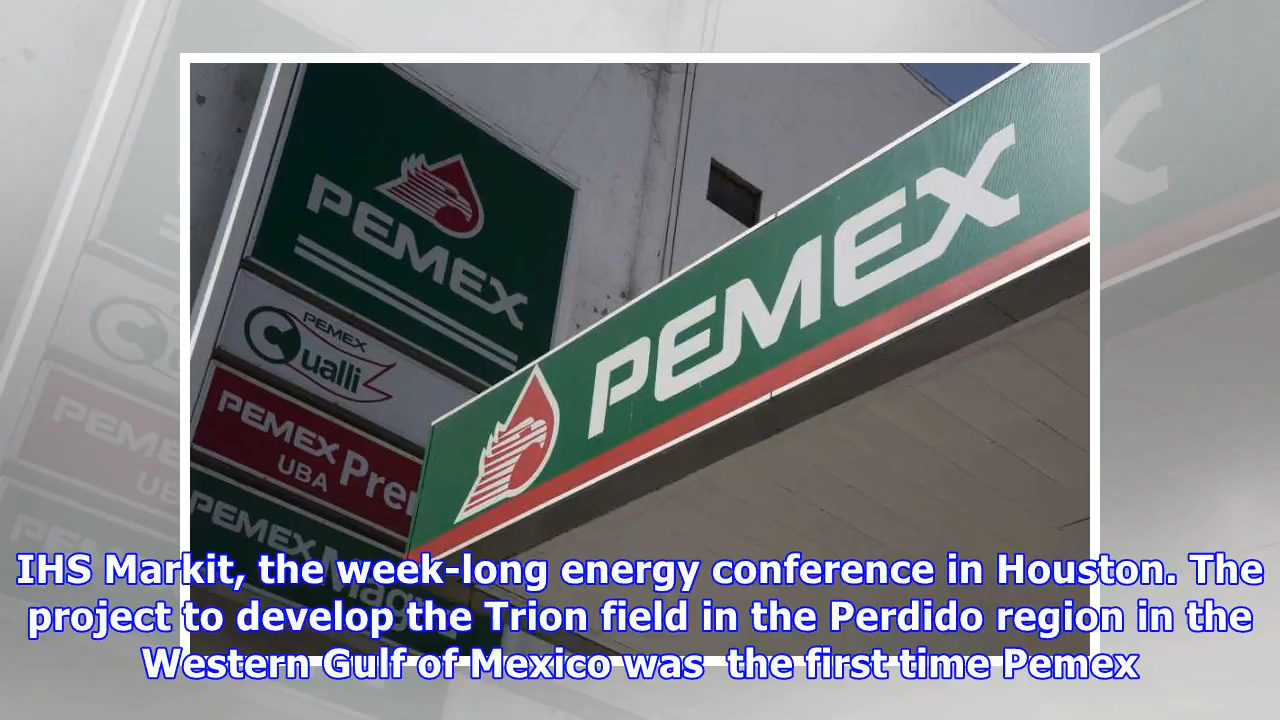 PEMEX
PEMEX
Cualli
PEMEX
UBA
PEMEX Magna
PEMEX
IHS Markit, the week-long energy conference in Houston. The
project to develop the Trion field in the Perdido region in the
Western Gulf of Mexico was the first time Pemex